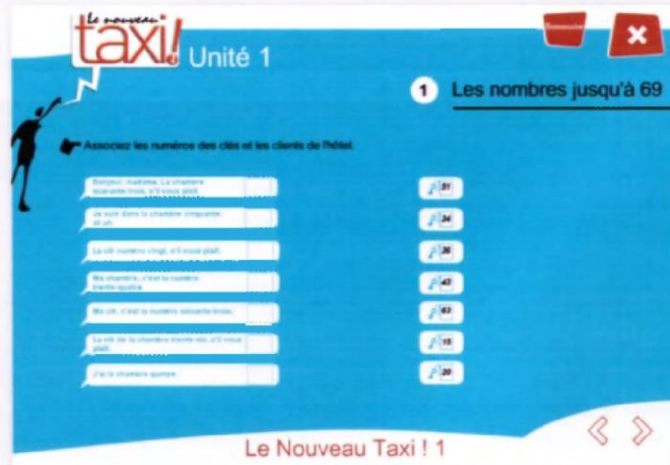 Le nouveau
taxi! Unité 1
Sommaire
1 Les nombres jusqu'à 69
Associez les numéros des clés et les clients de l'hôtel.
Bonjour, madame. La chambre
quarante-trois, s'il vous plaît.
51
Je suis dans la chambre cinquante
et un.
34
La clé numéro vingt, s'il vous plaît.
36
Ma chambre, c'est la numéro
trente-quatre.
43
Ma clé, c'est la numéro soixante-trois.
63
La clé de la chambre trente-six, s'il vous
plaît.
15
J'ai la chambre quinze.
20
Le Nouveau Taxi ! 1